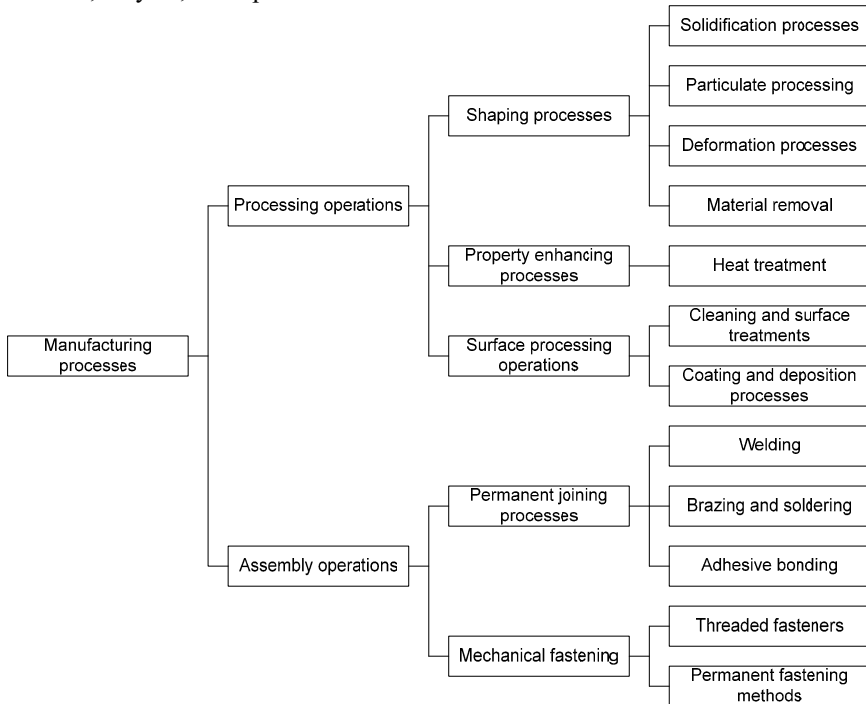 Solidification processes
Particulate processing
Shaping processes
Deformation processes
Processing operations
Material removal
Property enhancing
processes
Heat treatment
Manufacturing
processes
Surface processing
operations
Cleaning and surface
treatments
Coating and deposition
processes
Welding
Permanent joining
processes
Brazing and soldering
Assembly operations
Adhesive bonding
Threaded fasteners
Mechanical fastening
Permanent fastening
methods